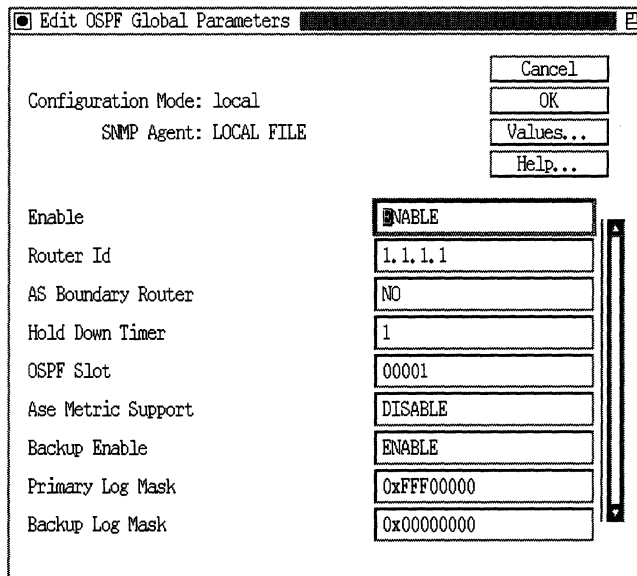 Edit OSPF Global Parameters
Cancel
Configuration Mode: local
OK
SNMP Agent: LOCAL FILE
Values...
Help...
Enable
ENABLE
Router Id
1.1.1.1
AS Boundary Router
NO
Hold Down Timer
1
OSPF Slot
00001
Ase Metric Support
DISABLE
Backup Enable
ENABLE
Primary Log Mask
0xFFF00000
Backup Log Mask
0x00000000